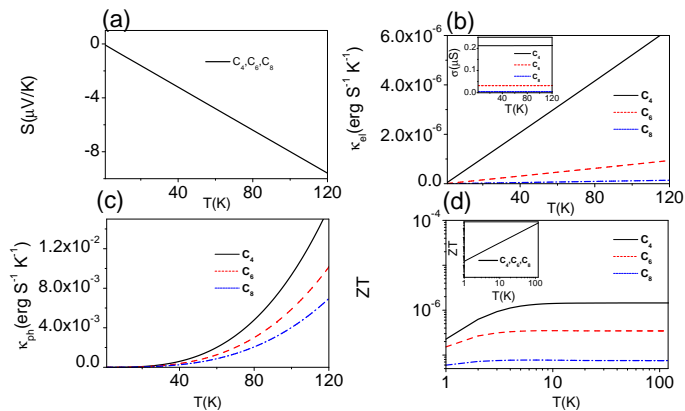 (a)
0
-4
-8
S(μV/K)
C4,C6,C8
40
80
120
T(K)
(b)
6.0x10-6
4.0x10-6
2.0x10-6
0.0
κel(erg S-1 K-1)
0.2
0.1
0.0
σ(μS)
C4
C6
C8
40
80
120
T(K)
C4
C6
C8
40
80
120
T(K)
(c)
1.2x10-2
8.0x10-3
4.0x10-3
0.0
κph(erg S-1 K-1)
C4
C6
C8
40
80
120
T(K)
(d)
10-4
10-6
ZT
ZT
C4,C6,C8
1
10
100
T(K)
C4
C6
C8
1
10
100
T(K)